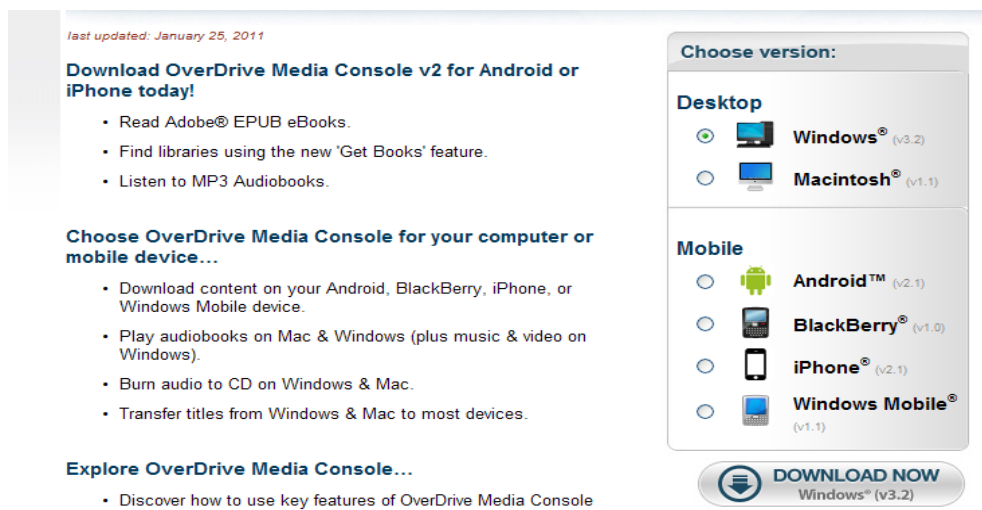 last updated: January 25, 2011
Download OverDrive Media Console v2 for Android or
iPhone today!
• Read Adobe® EPUB eBooks.
• Find libraries using the new 'Get Books' feature.
• Listen to MP3 Audiobooks.
Choose OverDrive Media Console for your computer or
mobile device...
• Download content on your Android, BlackBerry, iPhone, or
Windows Mobile device.
• Play audiobooks on Mac & Windows (plus music & video on
Windows).
• Burn audio to CD on Windows & Mac.
• Transfer titles from Windows & Mac to most devices.
Explore OverDrive Media Console...
• Discover how to use key features of OverDrive Media Console
Choose version:
Desktop
Windows® (v3.2)
Macintosh® (v1.1)
Mobile
Android™ (v2.1)
BlackBerry® (v1.0)
iPhone® (v2.1)
Windows Mobile®
(v1.1)
DOWNLOAD NOW
Windows® (v3.2)